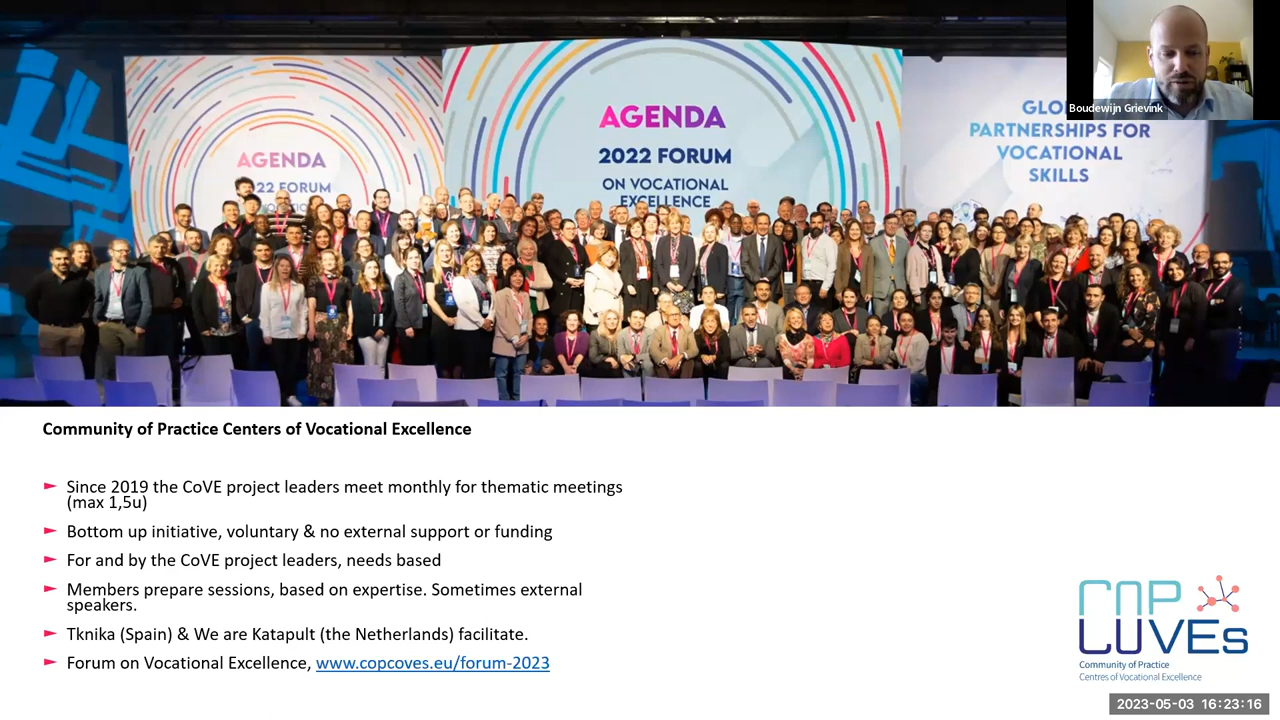 AGENDA
22 FORUM
AGENDA
2022 FORUM
ON VOCATIONAL
EXCELLENCE
PARTNERSHIPS FOR
VOCATIONAL
SKILLS
Boudewijn Grievink
Community of Practice Centers of Vocational Excellence
► Since 2019 the CoVE project leaders meet monthly for thematic meetings
(max 1,5u)
► Bottom up initiative, voluntary & no external support or funding
► For and by the CoVE project leaders, needs based
► Members prepare sessions, based on expertise. Sometimes external
speakers.
► Tknika (Spain) & We are Katapult (the Netherlands) facilitate.
► Forum on Vocational Excellence, www.copcoves.eu/forum-2023
COP
COVEs
Community of Practice
Centres of Vocational Excellence
2023-05-03 16:23:16